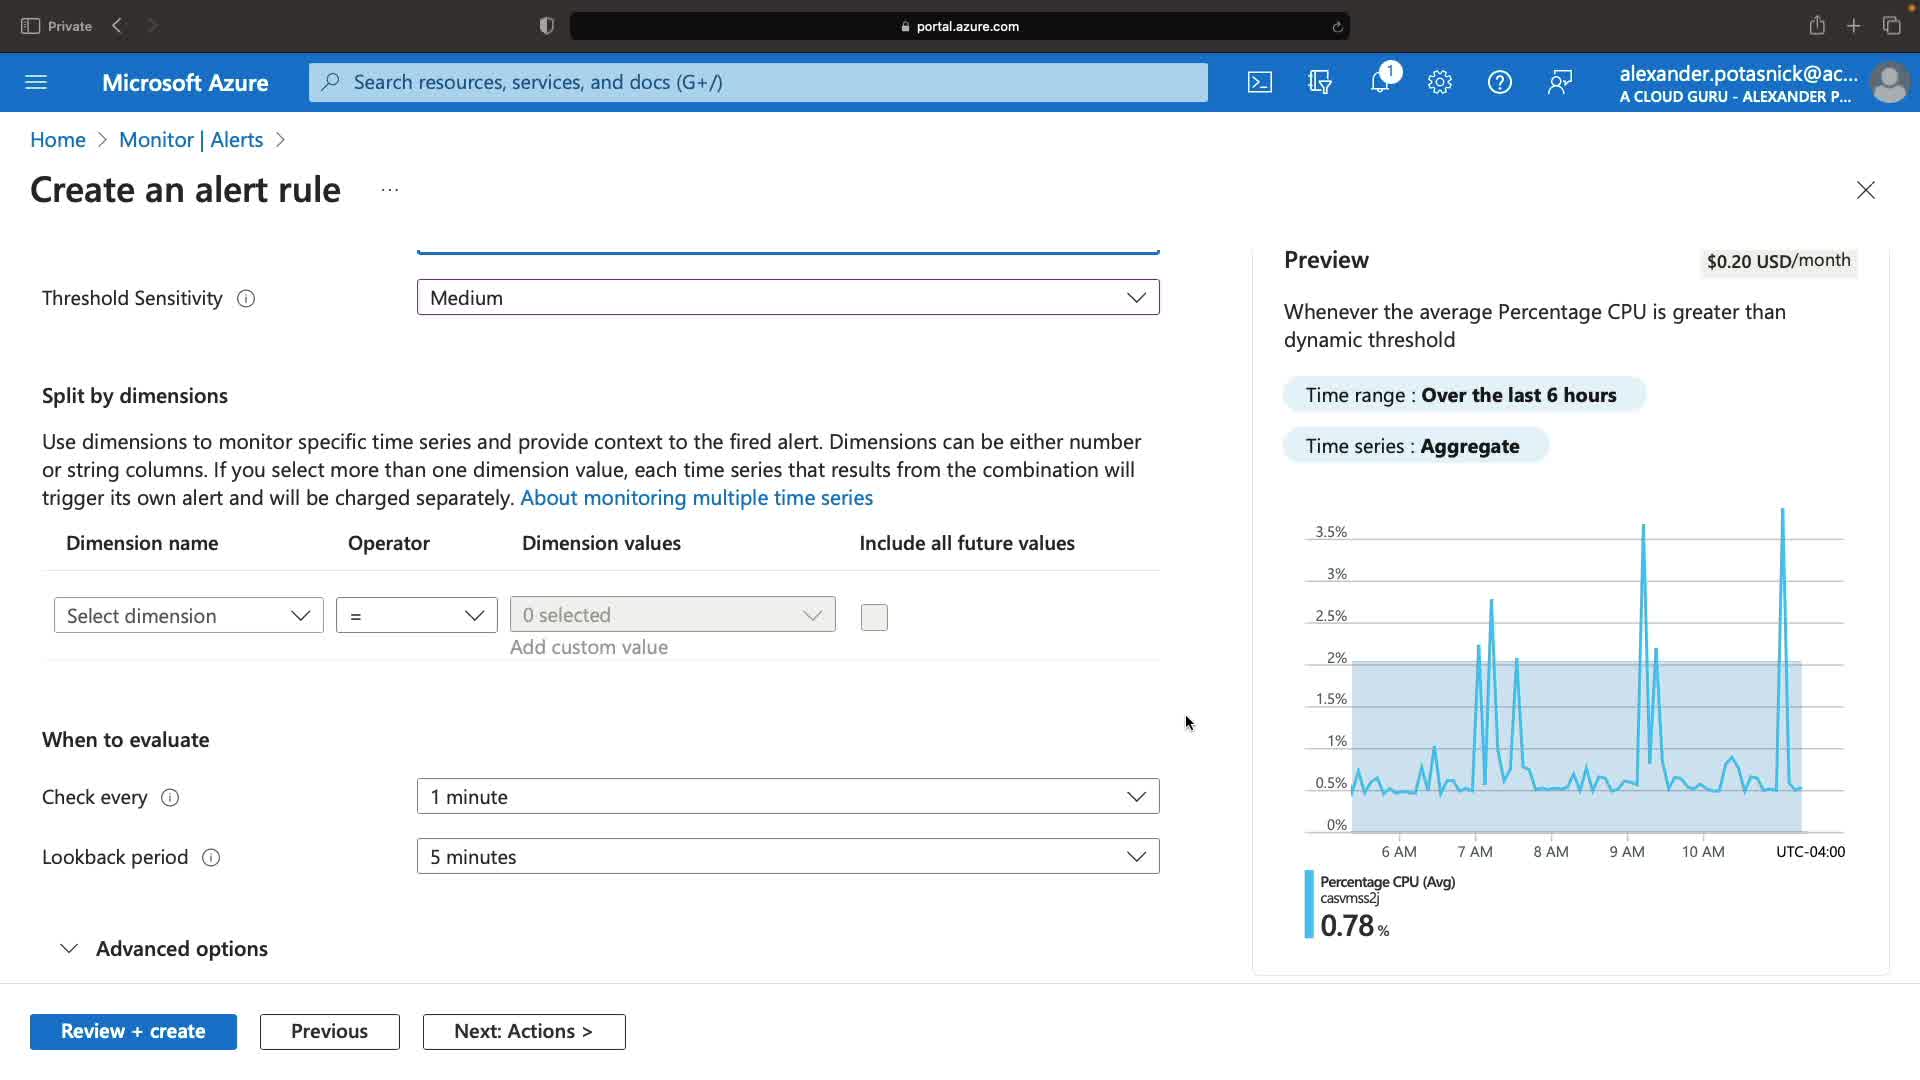 Private
portal.azure.com
Microsoft Azure
Search resources, services, and docs (G+/)
1
alexander.potasnick@ac...
A CLOUD GURU - ALEXANDER P...
Home > Monitor | Alerts >
Create an alert rule ...
Threshold Sensitivity
Medium
Split by dimensions
Use dimensions to monitor specific time series and provide context to the fired alert. Dimensions can be either number
or string columns. If you select more than one dimension value, each time series that results from the combination will
trigger its own alert and will be charged separately. About monitoring multiple time series
Dimension name Operator Dimension values Include all future values
Select dimension = 0 selected
Add custom value
When to evaluate
Check every 1 minute
Lookback period 5 minutes
Advanced options
Review + create Previous Next: Actions >
Preview
$0.20 USD/month
Whenever the average Percentage CPU is greater than
dynamic threshold
Time range : Over the last 6 hours
Time series : Aggregate
3.5%
3%
2.5%
2%
1.5%
1%
0.5%
0%
6 AM 7 AM 8 AM 9 AM 10 AM UTC-04:00
Percentage CPU (Avg)
casvmss2j
0.78 %